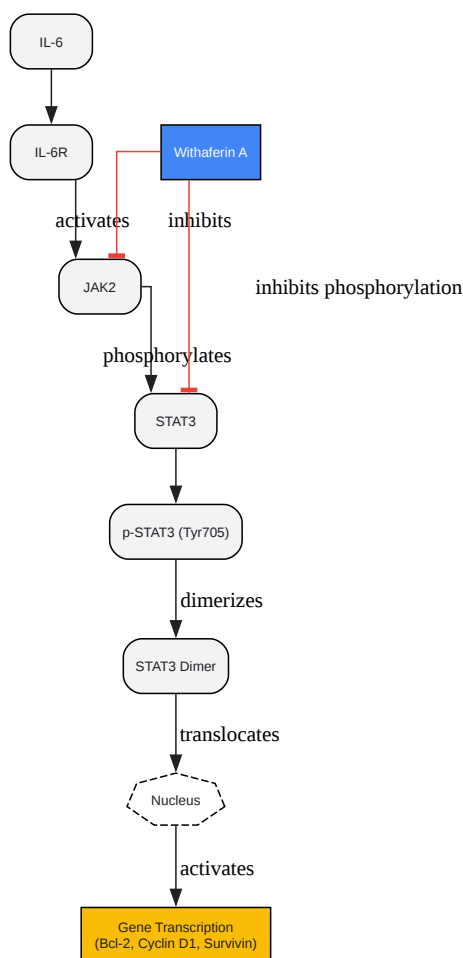 IL-6
IL-6R
Withaferin A
activates
inhibits
JAK2
inhibits phosphorylation
phosphorylates
STAT3
p-STAT3 (Tyr705)
dimerizes
STAT3 Dimer
translocates
Nucleus
activates
Gene Transcription
(Bcl-2, Cyclin D1, Survivin)